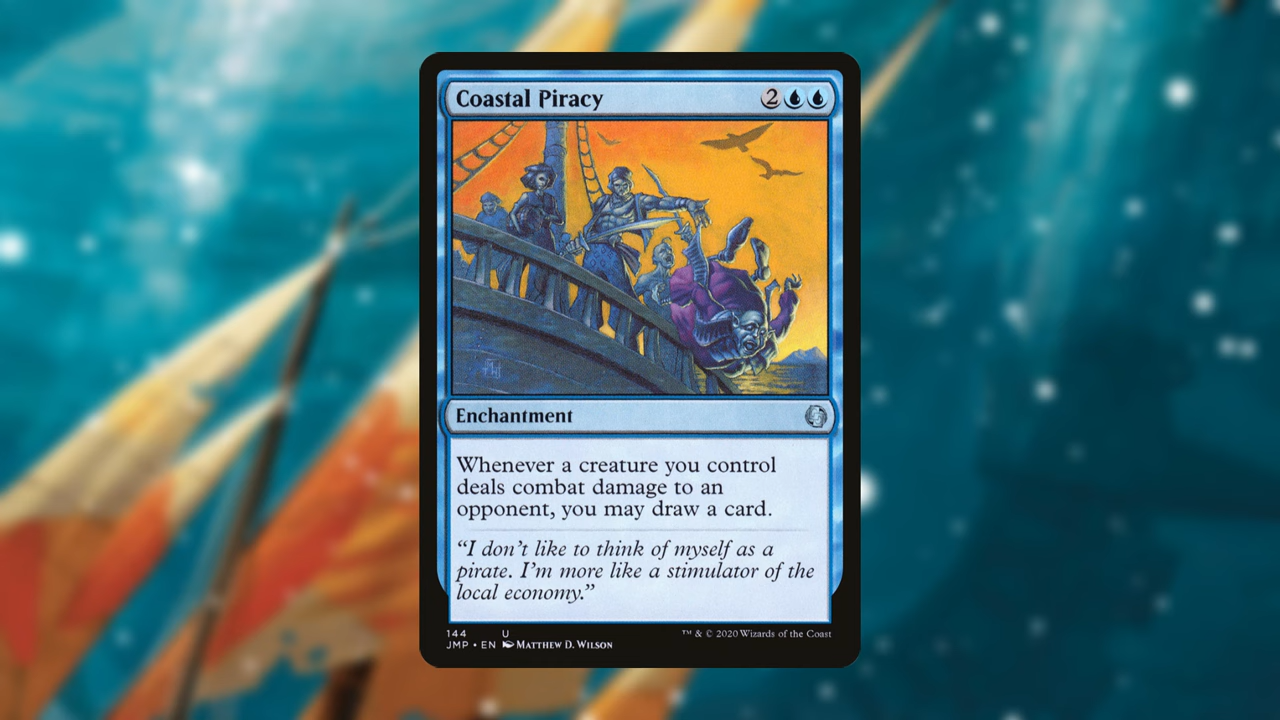 Coastal Piracy 2
Enchantment
Whenever a creature you control
deals combat damage to an
opponent, you may draw a card.
“I don’t like to think of myself as a
pirate. I’m more like a stimulator of the
local economy.”
144 U ™ & © 2020 Wizards of the Coast
JMP • EN Matthew D. Wilson